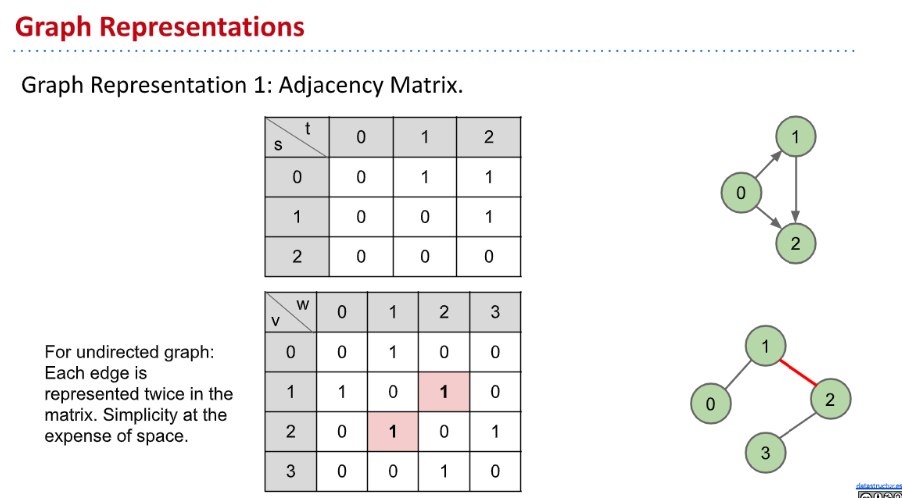 Graph Representations
Graph Representation 1: Adjacency Matrix.
t
s 0 1 2
0 0 1 1
1 0 0 1
2 0 0 0
1
0
2
w
v 0 1 2 3
0 0 1 0 0
1 1 0 1 0
2 0 1 0 1
3 0 0 1 0
For undirected graph:
Each edge is
represented twice in the
matrix. Simplicity at the
expense of space.
1
2
0
3
datastructur.es